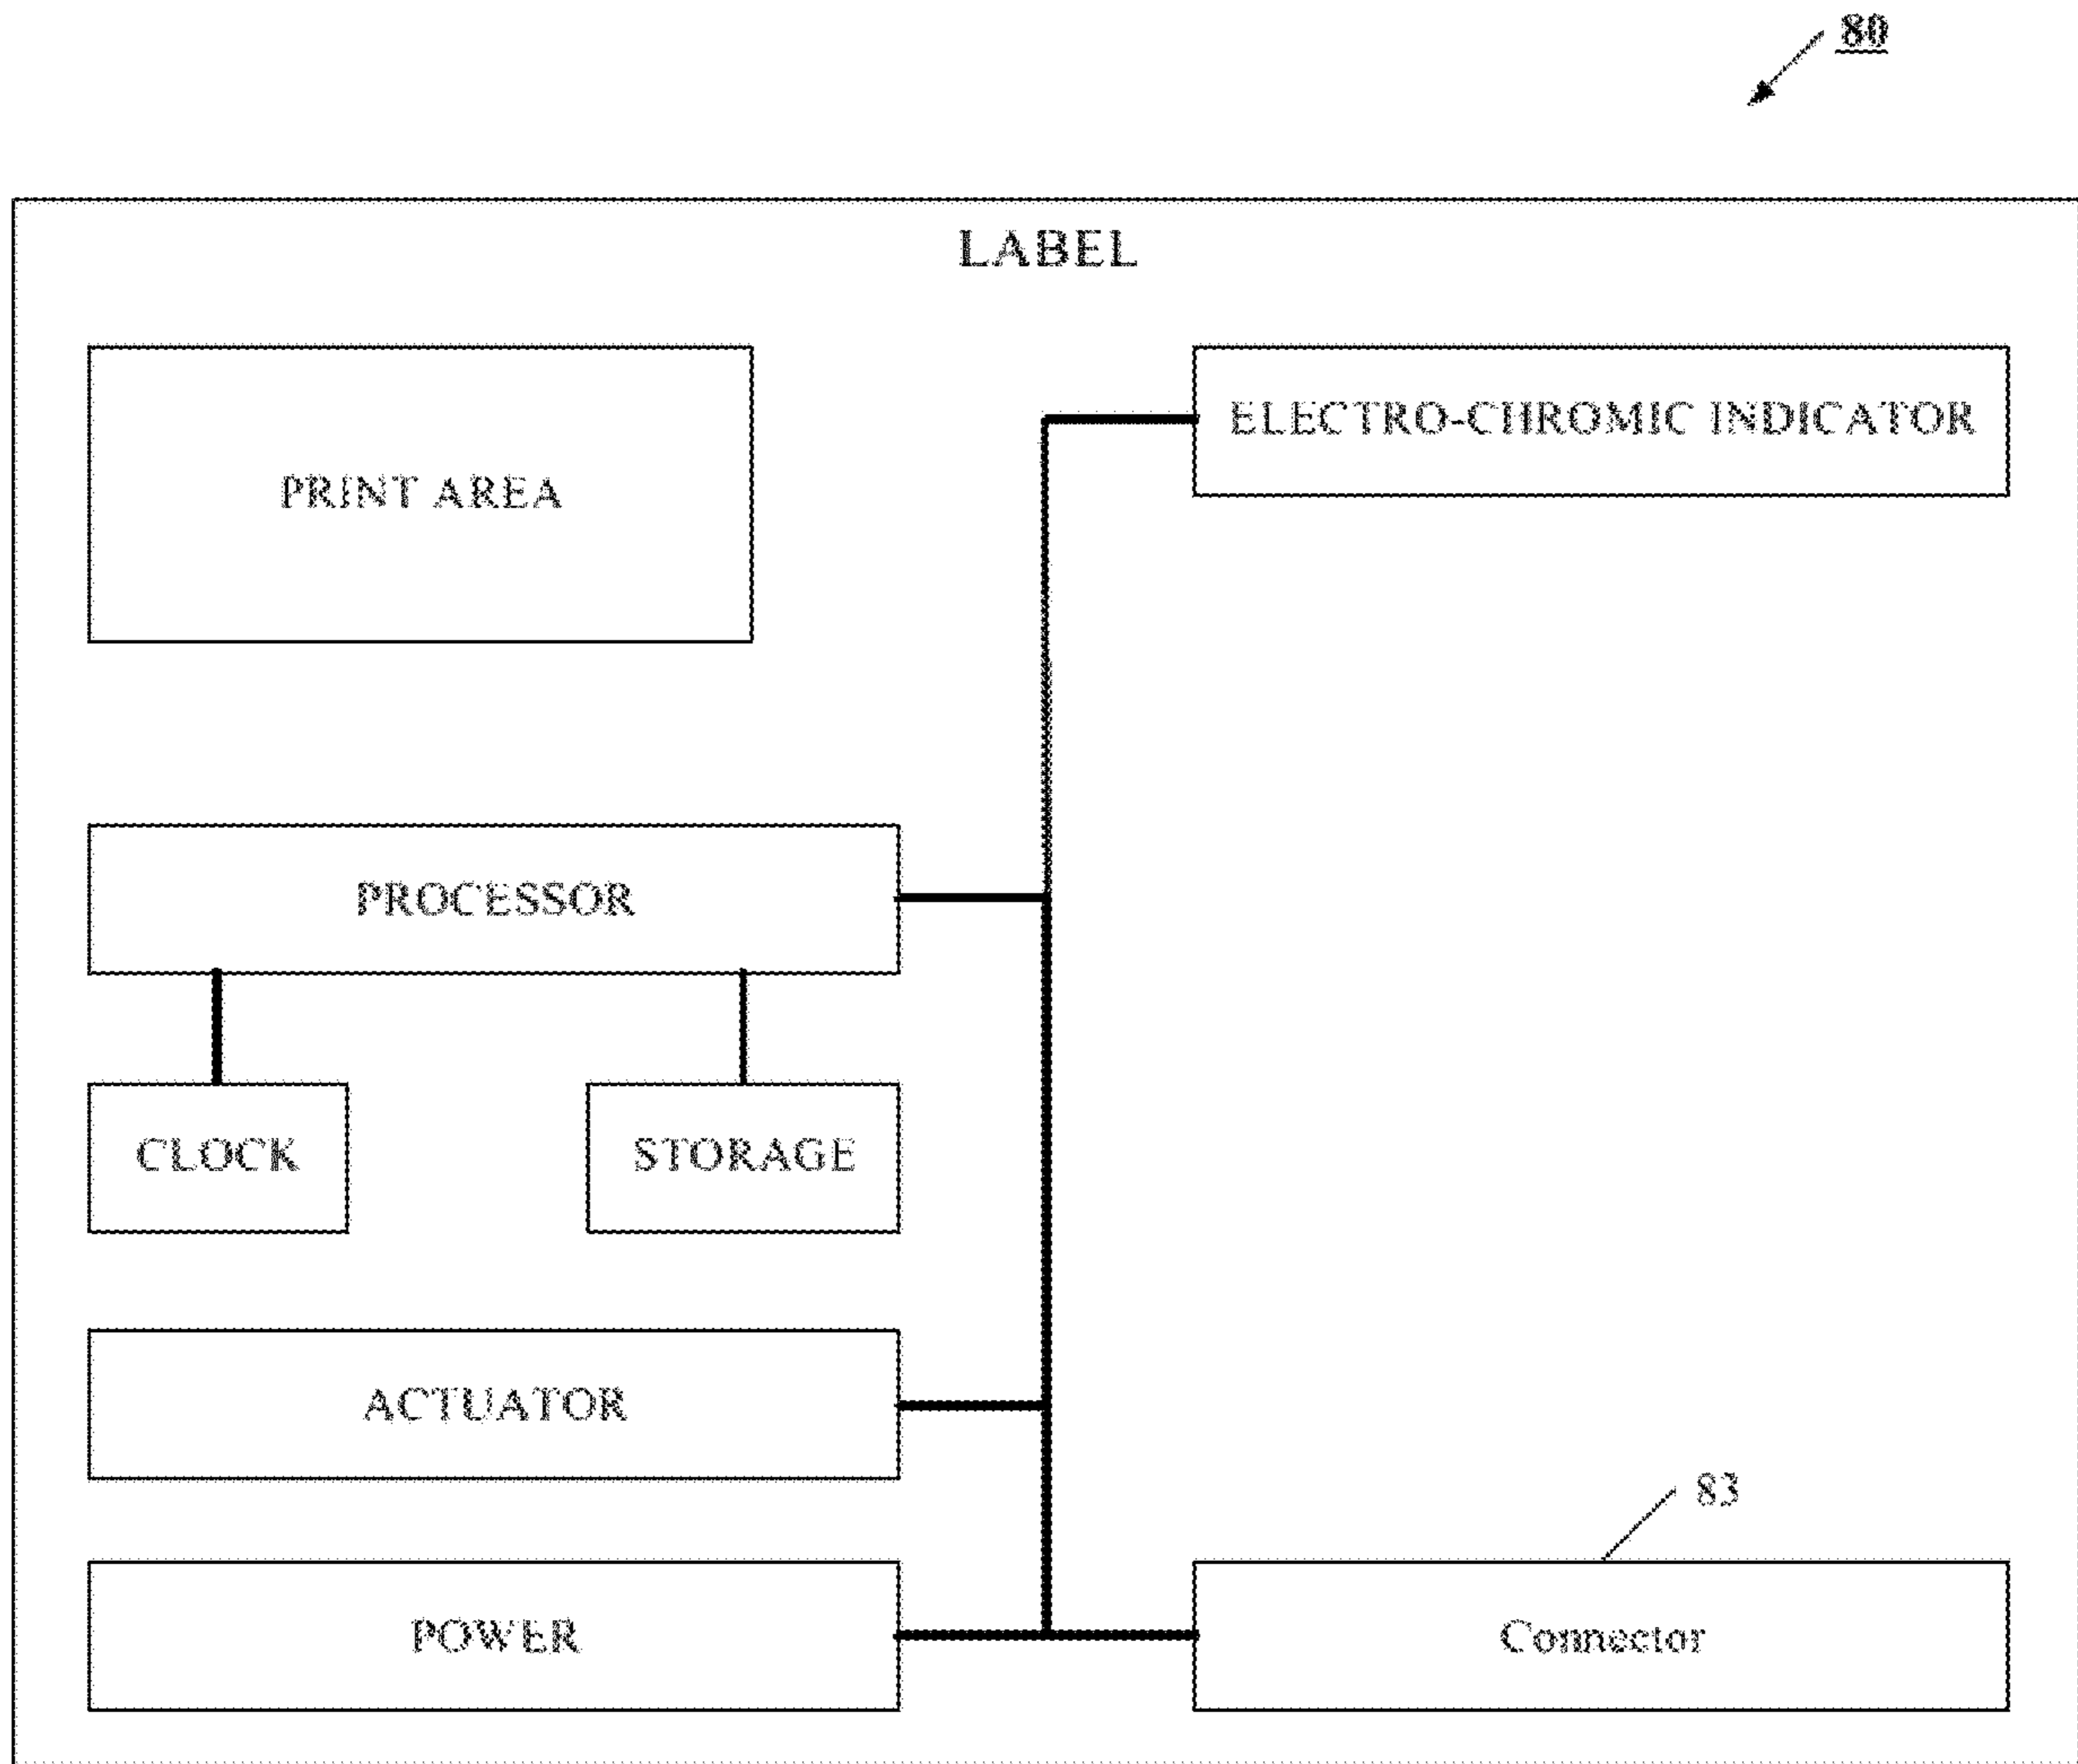 80
LABEL
PRINT AREA
ELECTRO-CHROMIC INDICATOR
PROCESSOR
CLOCK
STORAGE
ACTUATOR
83
POWER
Connector